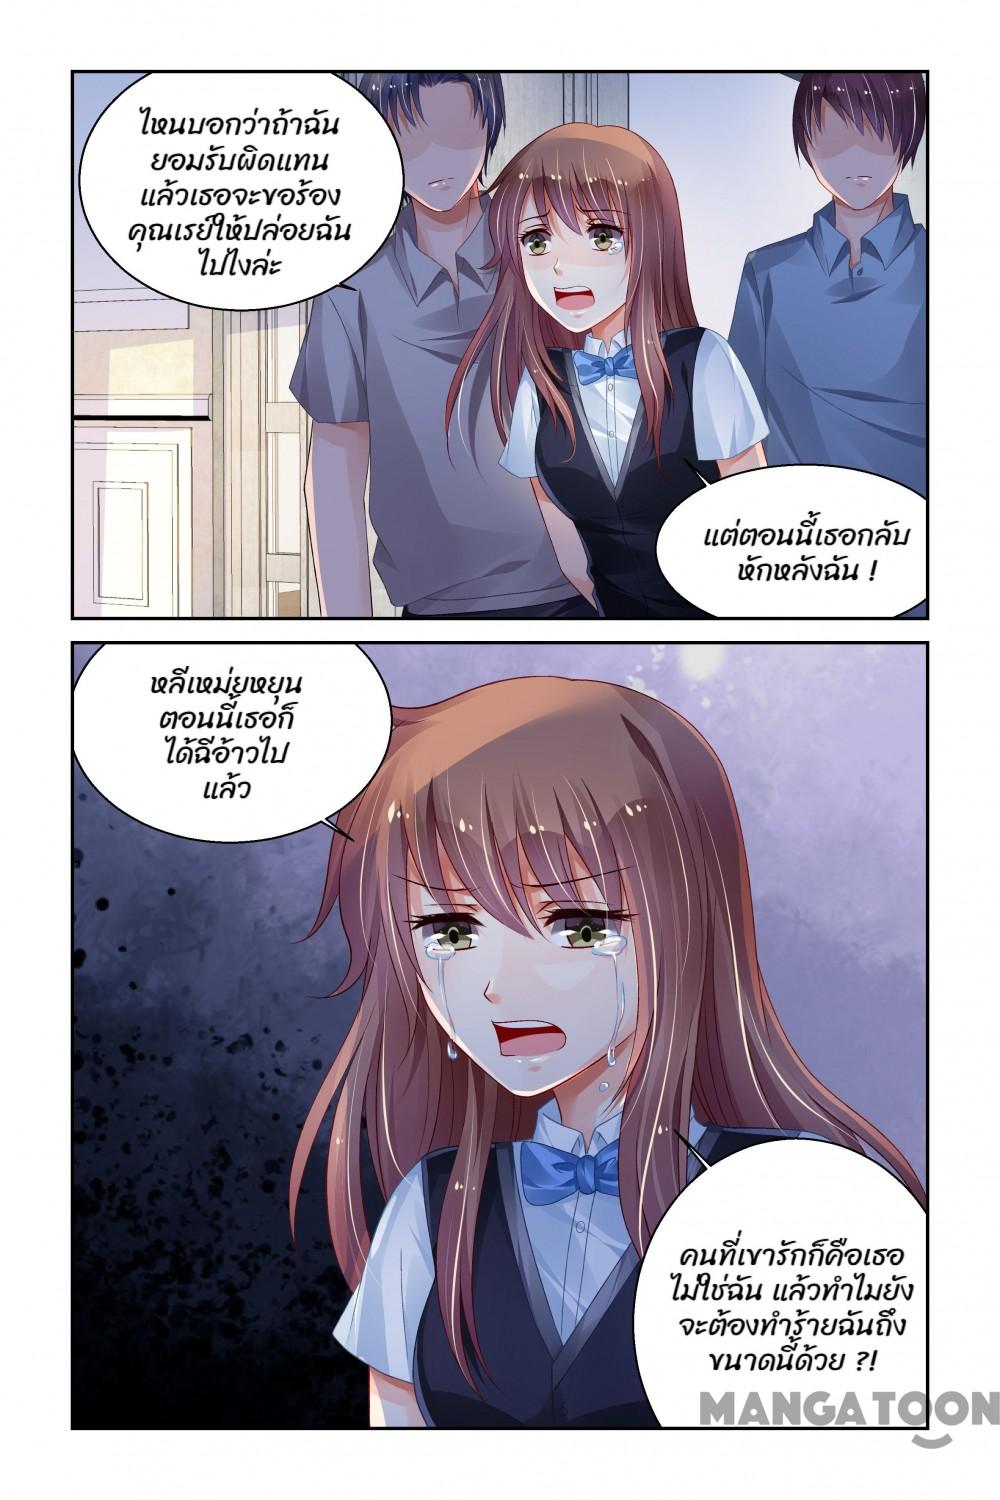 ไหนบอกว่าถ้าฉัน
ยอมรับผิดแทน
แล้วเธอจะขอร้อง
คุณเรย์ให้ปล่อยฉัน
ไปไงล่ะ
แต่ตอนนี้เธอกลับ
หักหลังฉัน !
หลีเหม่ยหยุน
ตอนนี้เธอก็
ได้ฉีอ้าวไป
แล้ว
คนที่เขารักก็คือเธอ
ไม่ใช่ฉัน แล้วทำไมยัง
จะต้องทำร้ายฉันถึง
ขนาดนี้ด้วย ?!
MANGATOON